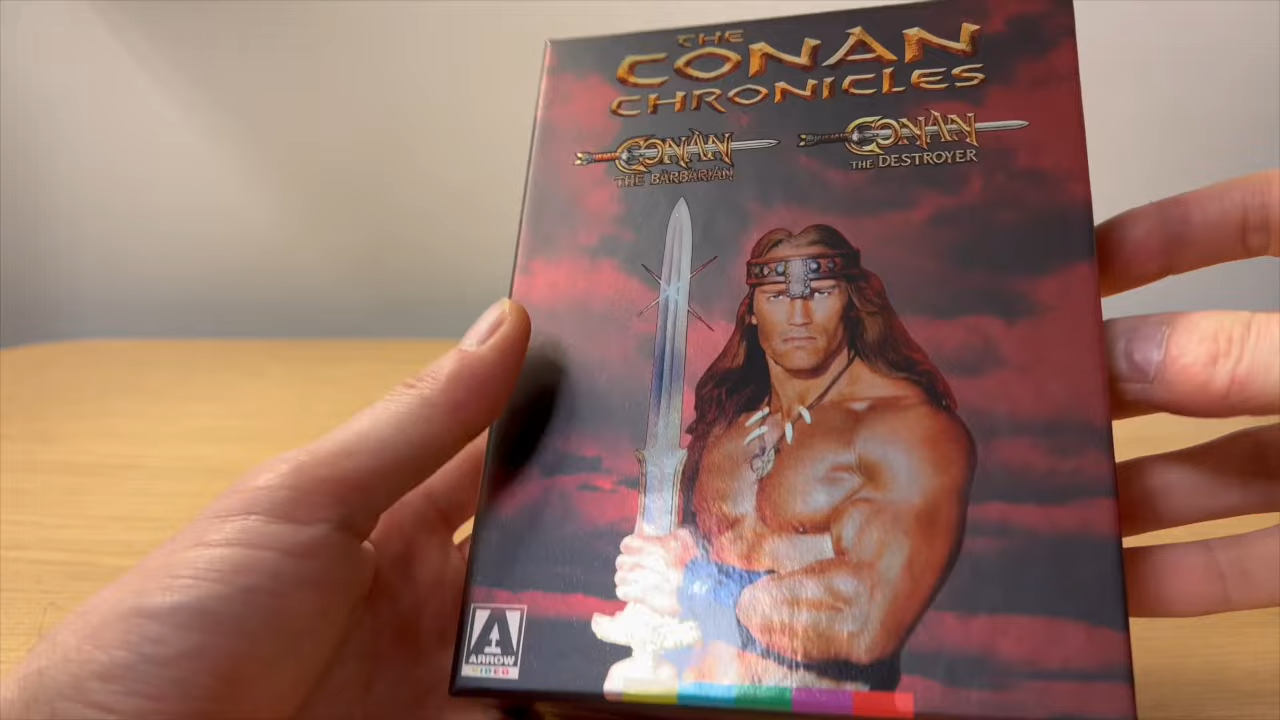 THE
CONAN
CHRONICLES
CONAN
THE BARBARIAN
CONAN
THE DESTROYER
A
ARROW
VIDEO